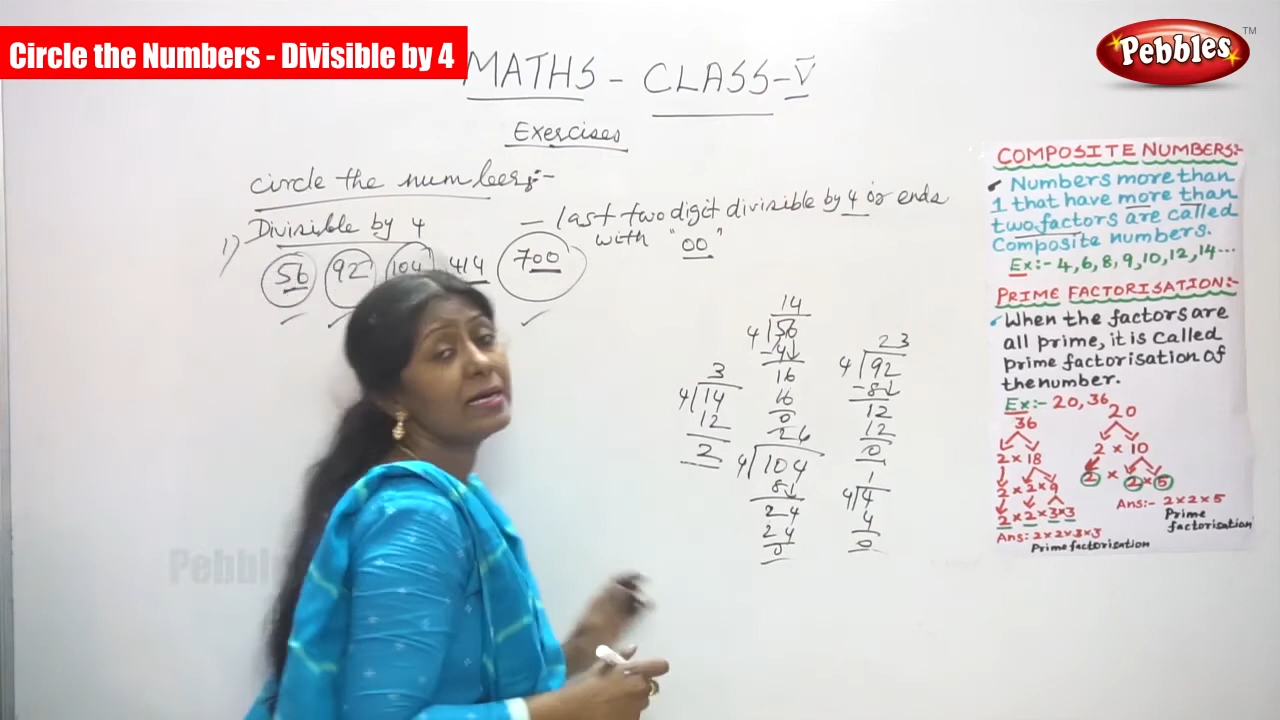 Circle the Numbers - Divisible by 4
Pebbles TM
MATHS - CLASS-V
Exercises
circle the numbers:-
1) Divisible by 4 — last two digit divisible by 4 or ends
with "00"
56 92 104 414 700
14
4 56
-4↓
16
16
0
23
4 92
-8↓
12
12
0
3
4 14
12
2
26
4 104
8↓
24
24
0
1
4 4
4
0
COMPOSITE NUMBERS:-
Numbers more than
1 that have more than
two factors are called
Composite numbers.
Ex:- 4,6,8,9,10,12,14...
PRIME FACTORISATION:-
When the factors are
all prime, it is called
prime factorisation of
the number.
Ex:- 20, 36
36
2 × 18
2 × 2 × 9
2 × 2 × 3×3
Ans: 2×2×3×3
Prime factorisation
20
2 × 10
2 × 2 × 5
Ans:- 2×2×5
Prime
factorisation
Pebbles